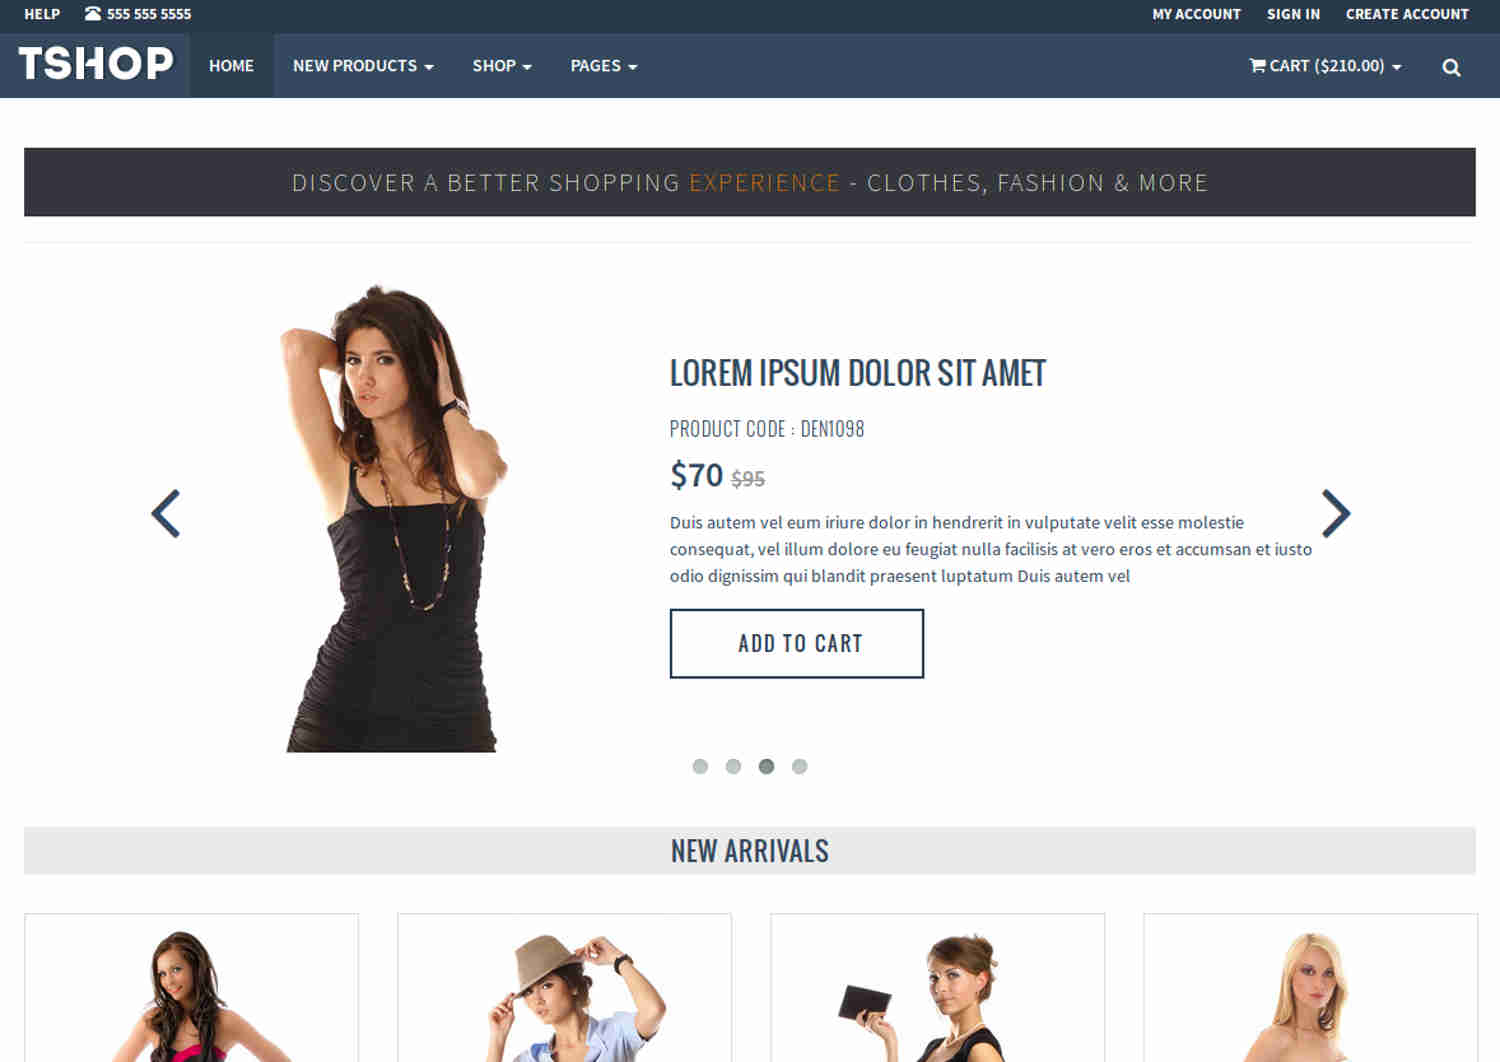 HELP 555 555 5555 MY ACCOUNT SIGN IN CREATE ACCOUNT
TSHOP HOME NEW PRODUCTS SHOP PAGES CART ($210.00)
DISCOVER A BETTER SHOPPING EXPERIENCE - CLOTHES, FASHION & MORE
LOREM IPSUM DOLOR SIT AMET
PRODUCT CODE : DEN1098
$70 $95
Duis autem vel eum iriure dolor in hendrerit in vulputate velit esse molestie
consequat, vel illum dolore eu feugiat nulla facilisis at vero eros et accumsan et iusto
odio dignissim qui blandit praesent luptatum Duis autem vel
ADD TO CART
NEW ARRIVALS